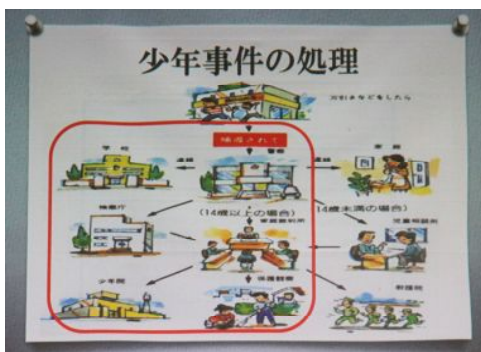 少年事件の処理
万引きなどをしたら
補導されて
学校
警察
家庭
連絡
連絡
(14歳以上の場合)
14歳未満の場合)
検察庁
家庭裁判所
児童相談所
少年院
保護観察